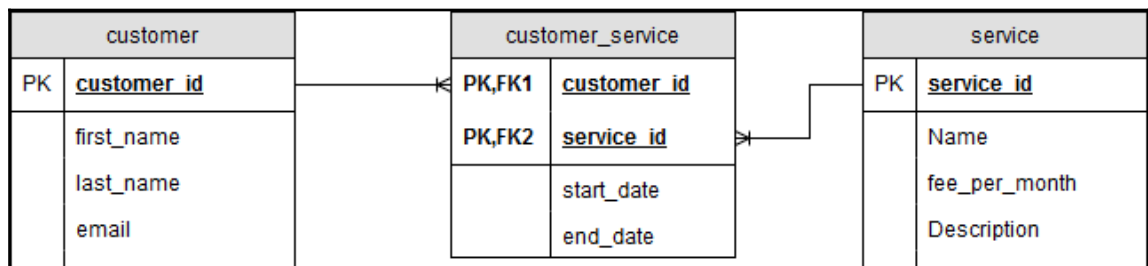 customer
PK customer_id
first_name
last_name
email
customer_service
PK,FK1 customer_id
PK,FK2 service_id
start_date
end_date
service
PK service_id
Name
fee_per_month
Description